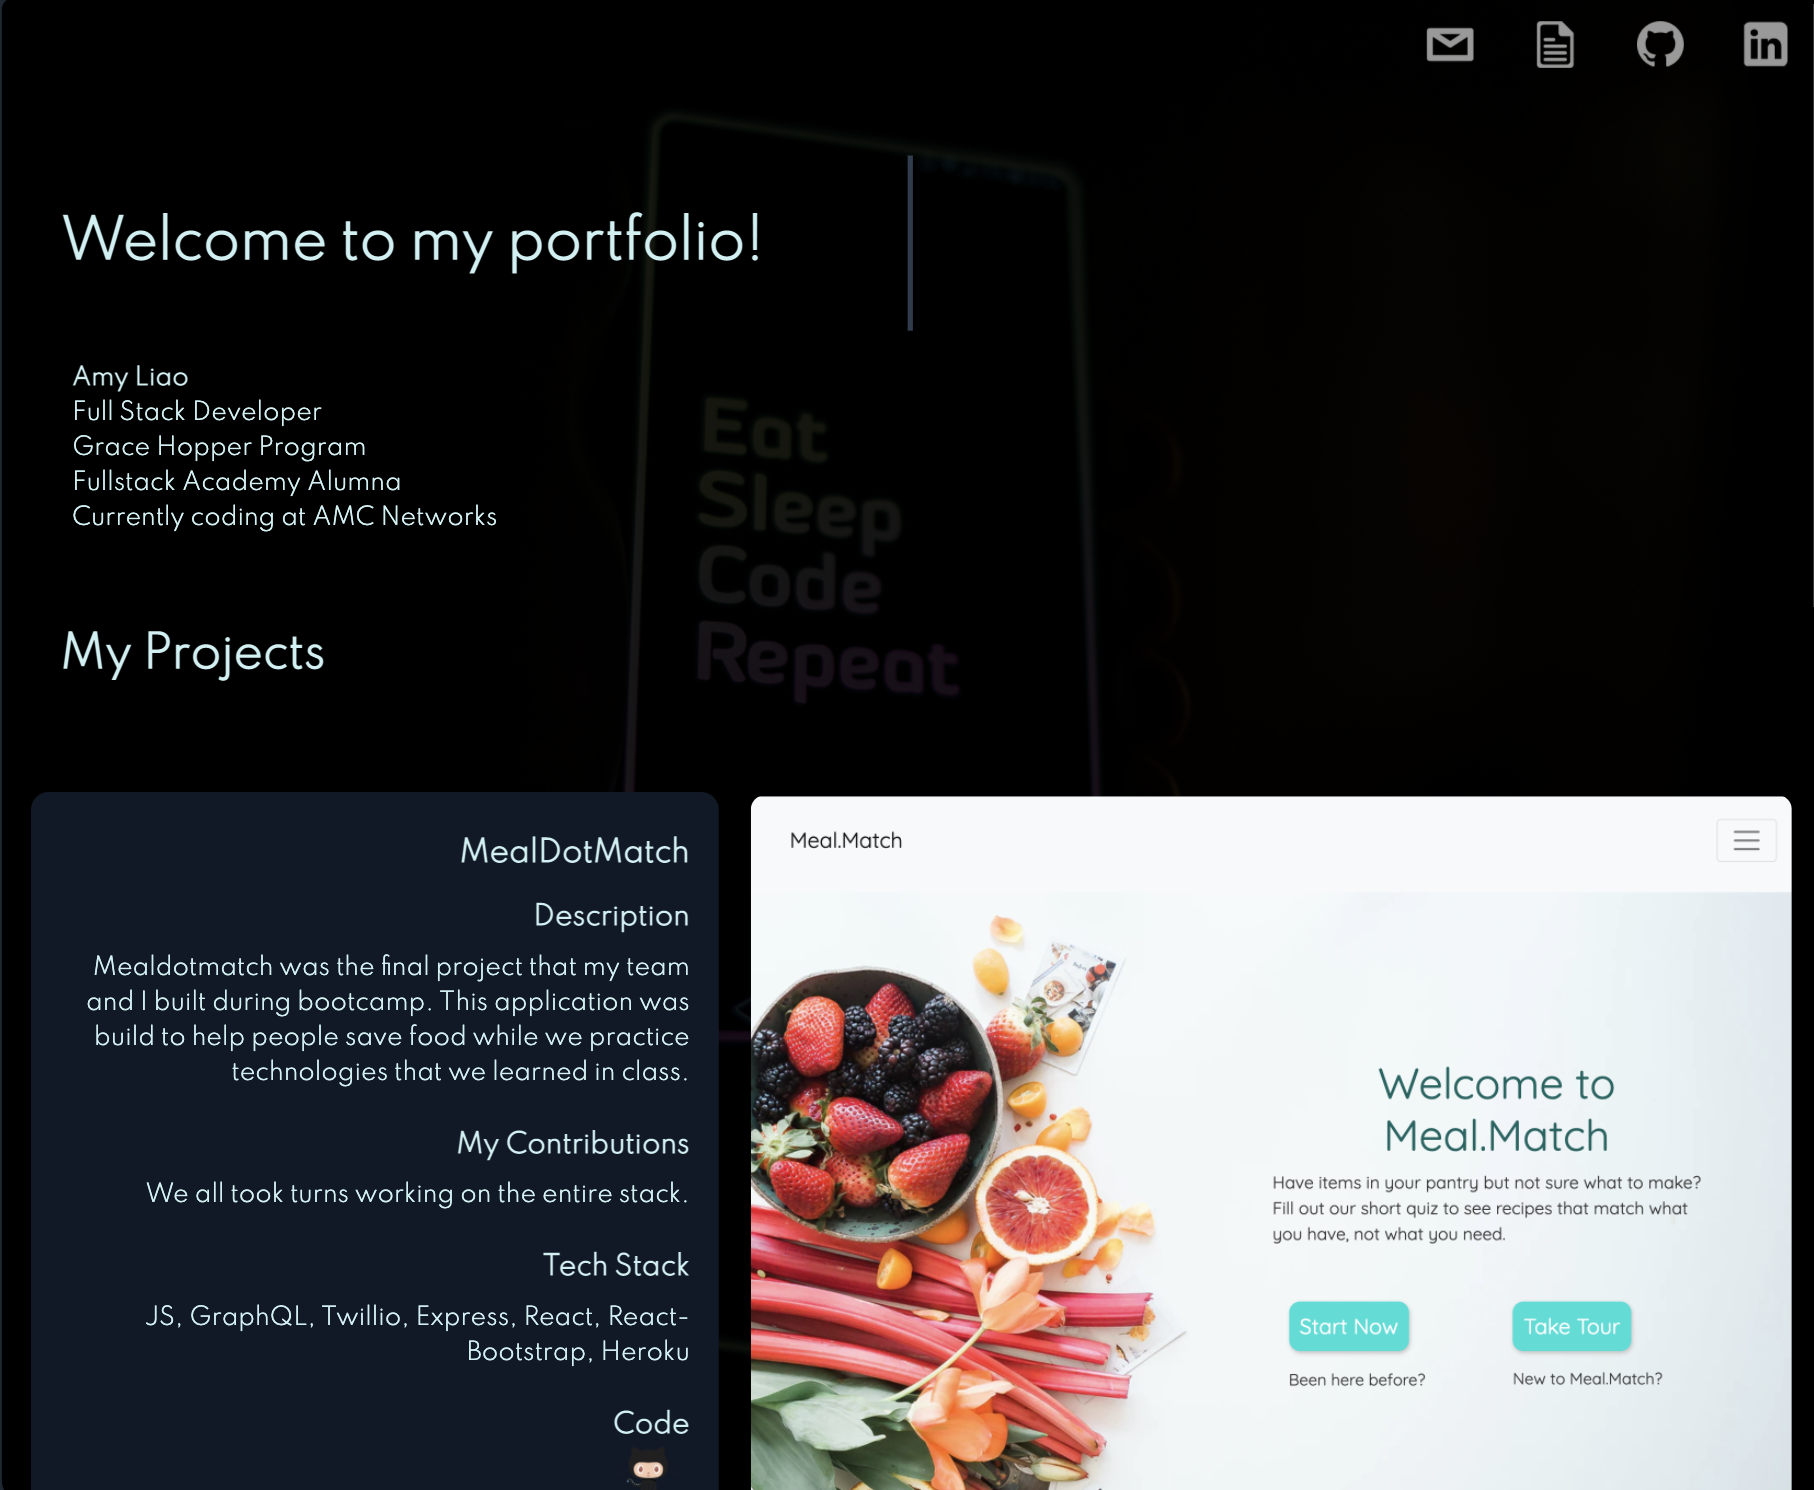 Welcome to my portfolio!
Amy Liao
Full Stack Developer
Grace Hopper Program
Fullstack Academy Alumna
Currently coding at AMC Networks
Eat
Sleep
Code
Repeat
My Projects
MealDotMatch
Description
Mealdotmatch was the final project that my team
and I built during bootcamp. This application was
build to help people save food while we practice
technologies that we learned in class.
My Contributions
We all took turns working on the entire stack.
Tech Stack
JS, GraphQL, Twillio, Express, React, React-
Bootstrap, Heroku
Code
Meal.Match
Welcome to
Meal.Match
Have items in your pantry but not sure what to make?
Fill out our short quiz to see recipes that match what
you have, not what you need.
Start Now
Take Tour
Been here before?
New to Meal.Match?
in